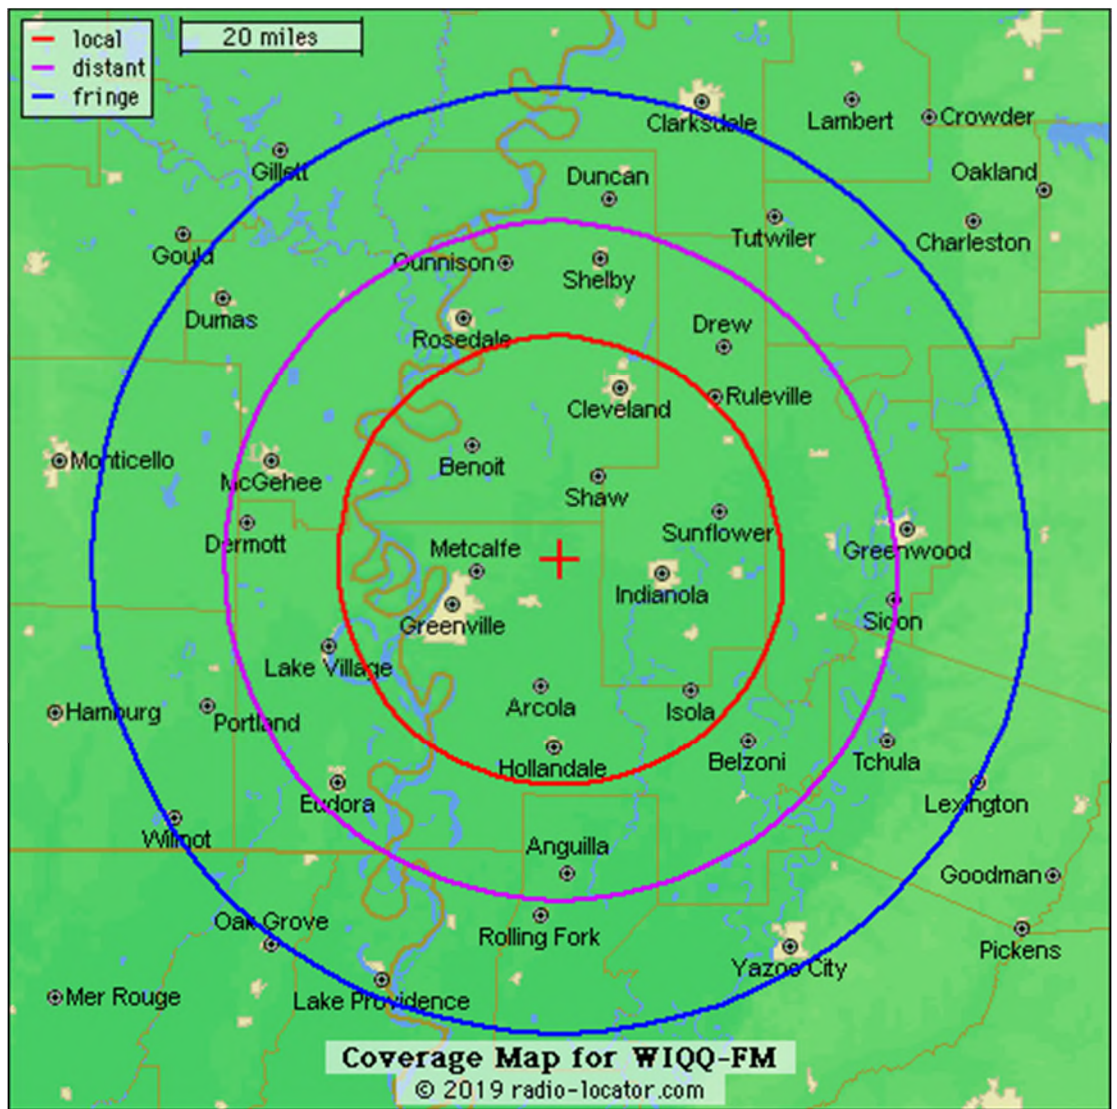 local
20 miles
distant
fringe
Clarksdale
Lambert
Crowder
Gillett
Duncan
Oakland
Tutwiler
Charleston
Gould
Gunnison
Shelby
Dumas
Drew
Rosedale
Ruleville
Cleveland
Monticello
Benoit
McGehee
Shaw
Sunflower
Dermott
Metcalfe
Greenwood
Indianola
Greenville
Sidon
Lake Village
Hamburg
Portland
Arcola
Isola
Hollandale
Belzoni
Tchula
Eudora
Lexington
Wilmot
Anguilla
Goodman
Oak Grove
Rolling Fork
Pickens
Yazoo City
Mer Rouge
Lake Providence
Coverage Map for WIQQ-FM
© 2019 radio-locator.com